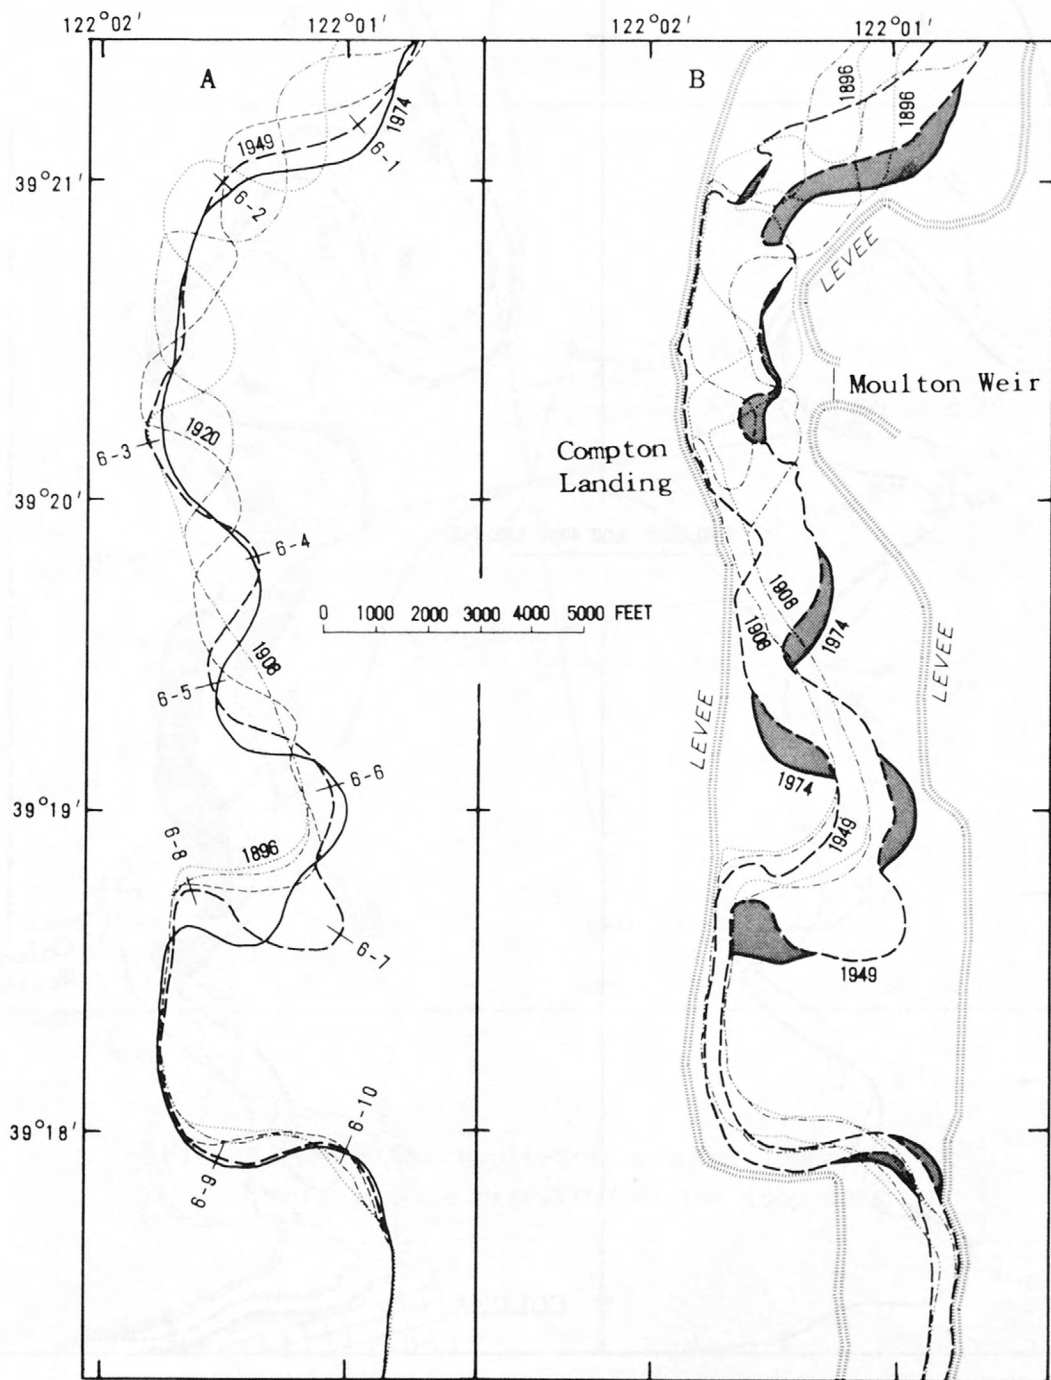 122°02′ 122°01′ 122°02′ 122°01′
A
B
1974
1949
6-1
6-2
1896
1896
39°21′
LEVEE
Moulton Weir
1920
6-3
Compton
Landing
39°20′
6-4
0 1000 2000 3000 4000 5000 FEET
1908
1908
1908
1974
6-5
LEVEE
LEVEE
6-6
1974
39°19′
1949
6-8
1896
6-7
1949
39°18′
6-10
6-9